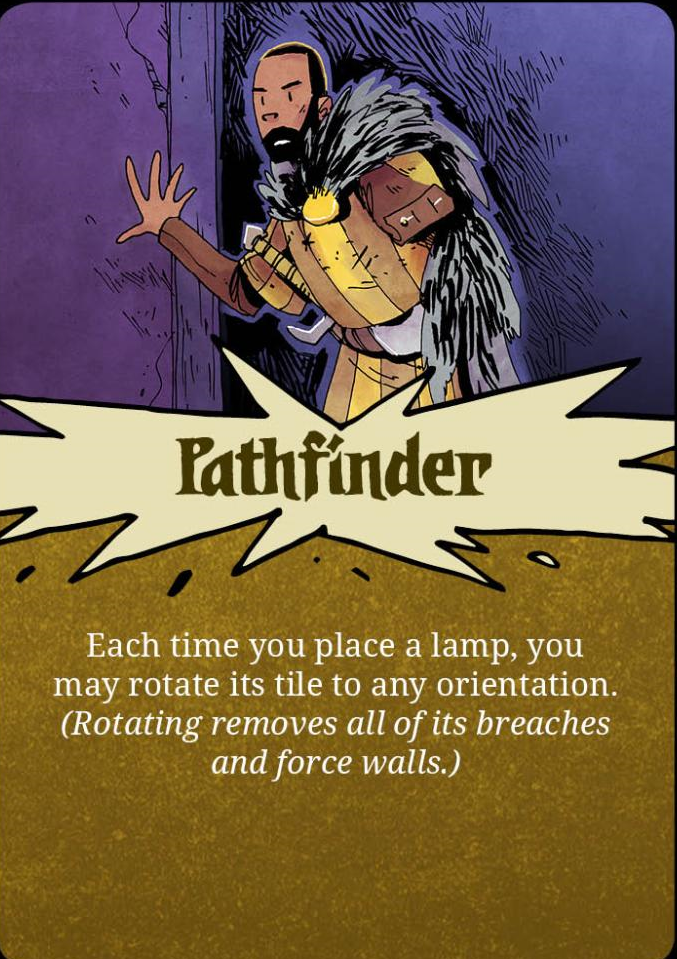 Pathfinder
Each time you place a lamp, you
may rotate its tile to any orientation.
(Rotating removes all of its breaches
and force walls.)